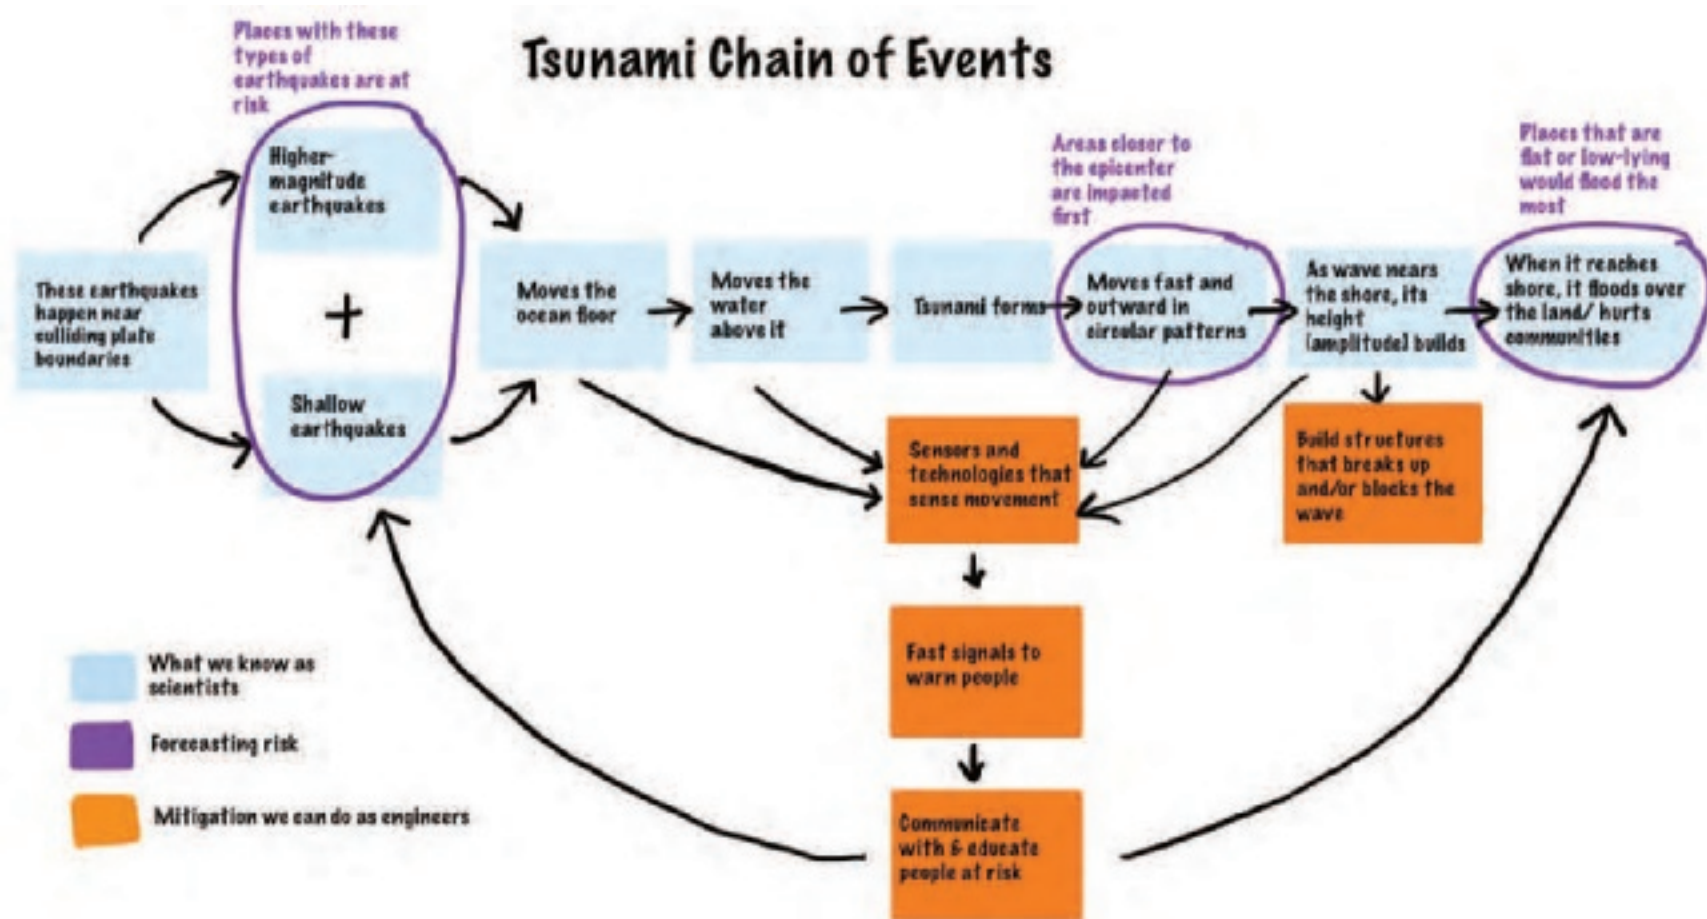 Places with these
types of
earthquakes are at
risk
Tsunami Chain of Events
Higher-
magnitude
earthquakes
Areas closer to
the epicenter
are impacted
first
Places that are
flat or low-lying
would flood the
most
These earthquakes
happen near
colliding plate
boundaries
+
Shallow
earthquakes
Moves the
ocean floor
Moves the
water
above it
Tsunami forms
Moves fast and
outward in
circular patterns
As wave nears
the shore, its
height
(amplitude) builds
When it reaches
shore, it floods over
the land/ hurts
communities
Sensors and
technologies that
sense movement
Build structures
that breaks up
and/or blocks the
wave
Fast signals to
warn people
Communicate
with & educate
people at risk
What we know as
scientists
Forecasting risk
Mitigation we can do as engineers